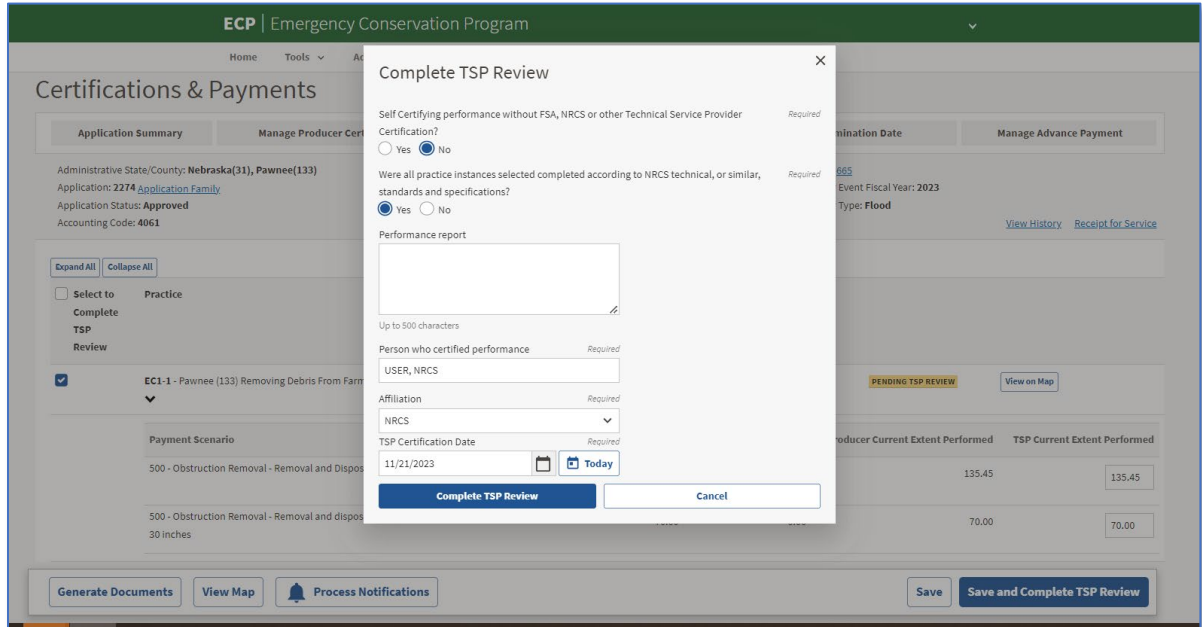 ECP | Emergency Conservation Program
Home Tools
Certifications & Payments
Application Summary Manage Producer Cert mination Date Manage Advance Payment
Administrative State/County: Nebraska(31), Pawnee(133) 665
Application: 2274 Application Family Event Fiscal Year: 2023
Application Status: Approved Type: Flood
Accounting Code: 4061 View History Receipt for Service
Expand All Collapse All
Select to Practice
Complete
TSP
Review
EC1-1 - Pawnee (133) Removing Debris From Farm PENDING TSP REVIEW View on Map
Payment Scenario roducer Current Extent Performed TSP Current Extent Performed
500 - Obstruction Removal - Removal and Dispos 135.45 135.45
500 - Obstruction Removal - Removal and dispos 70.00 70.00
30 inches
Complete TSP Review
Self Certifying performance without FSA, NRCS or other Technical Service Provider Required
Certification?
Yes No
Were all practice instances selected completed according to NRCS technical, or similar, Required
standards and specifications?
Yes No
Performance report
Up to 500 characters
Person who certified performance Required
USER, NRCS
Affiliation Required
NRCS
TSP Certification Date Required
11/21/2023 Today
Complete TSP Review Cancel
Generate Documents View Map Process Notifications Save Save and Complete TSP Review